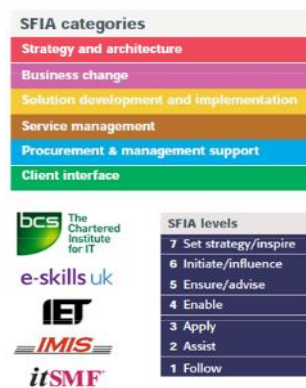 SFIA categories
Strategy and architecture
Business change
Solution development and implementation
Service management
Procurement & management support
Client interface
bcs
The
Chartered
Institute
for IT
e-skills uk
IET
IMIS
itSMF
SFIA levels
7 Set strategy/inspire
6 Initiate/influence
5 Ensure/advise
4 Enable
3 Apply
2 Assist
1 Follow